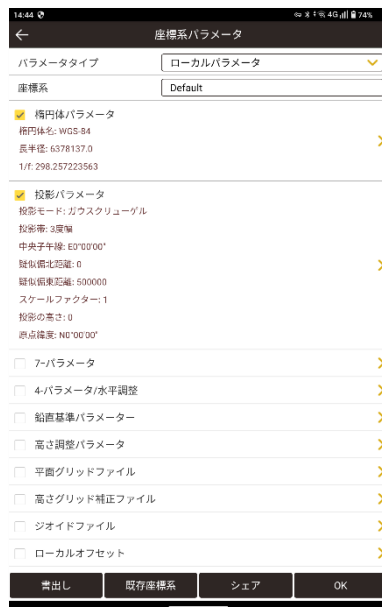 14:44
4G 74%
座標系パラメータ
パラメータタイプ ローカルパラメータ
座標系 Default
楕円体パラメータ
楕円体名: WGS-84
長半径: 6378137.0
1/f: 298.257223563
投影パラメータ
投影モード: ガウスクリューゲル
投影帯: 3度幅
中央子午線: E0°00'00"
疑似偏北距離: 0
疑似偏東距離: 500000
スケールファクター: 1
投影の高さ: 0
原点緯度: N0°00'00"
7-パラメータ
4-パラメータ/水平調整
鉛直基準パラメーター
高さ調整パラメータ
平面グリッドファイル
高さグリッド補正ファイル
ジオイドファイル
ローカルオフセット
書出し 既存座標系 シェア OK